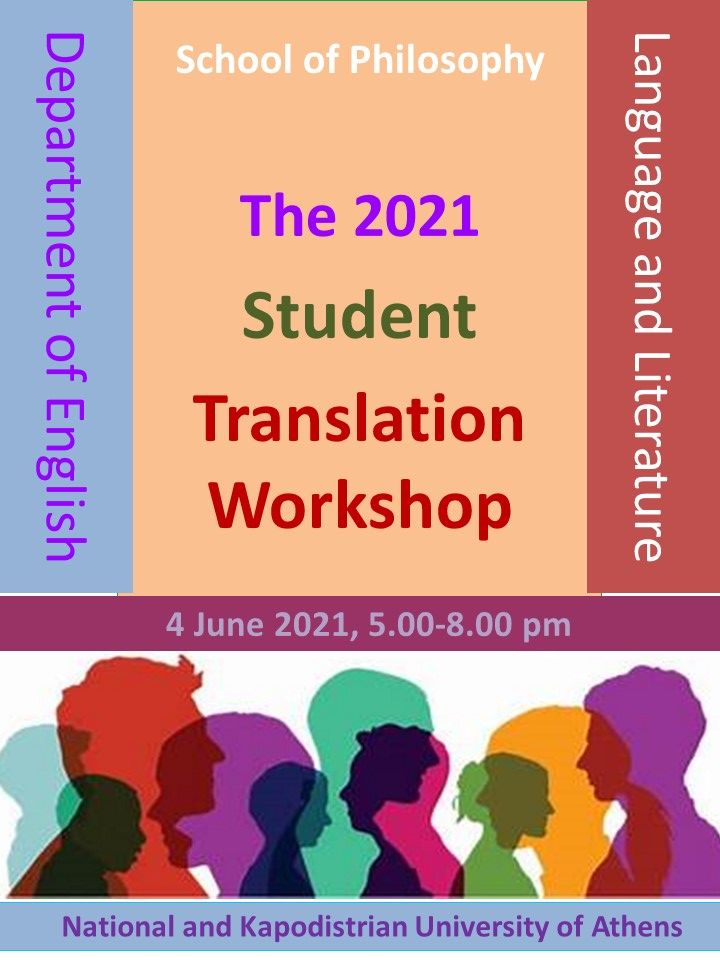 School of Philosophy
Department of English
Language and Literature
The 2021
Student
Translation
Workshop
4 June 2021, 5.00-8.00 pm
National and Kapodistrian University of Athens